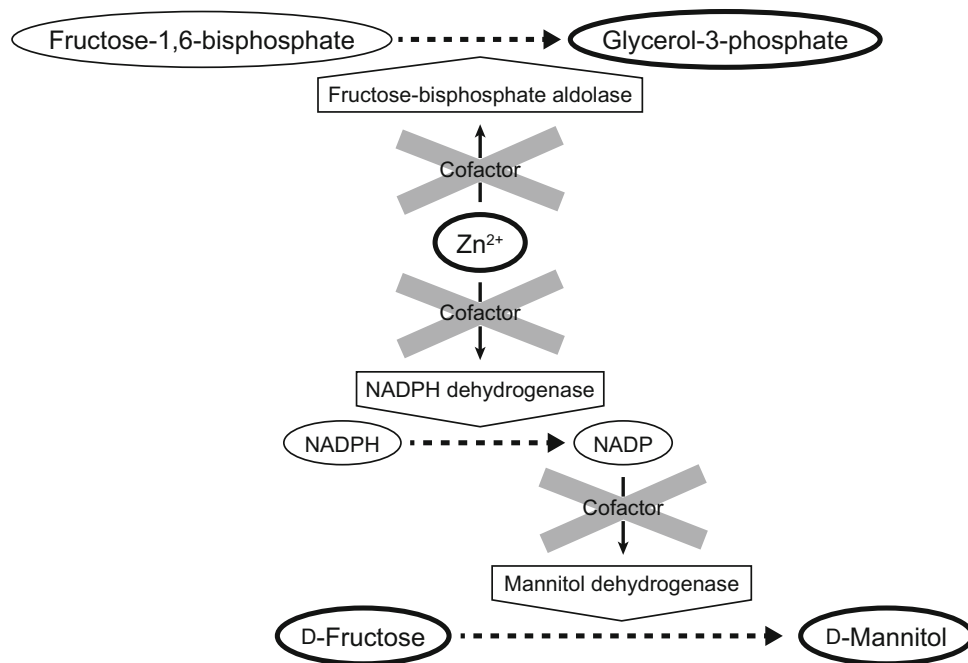 Fructose-1,6-bisphosphate
Glycerol-3-phosphate
Fructose-bisphosphate aldolase
Cofactor
Zn²⁺
Cofactor
NADPH dehydrogenase
NADPH
NADP
Cofactor
Mannitol dehydrogenase
D-Fructose
D-Mannitol